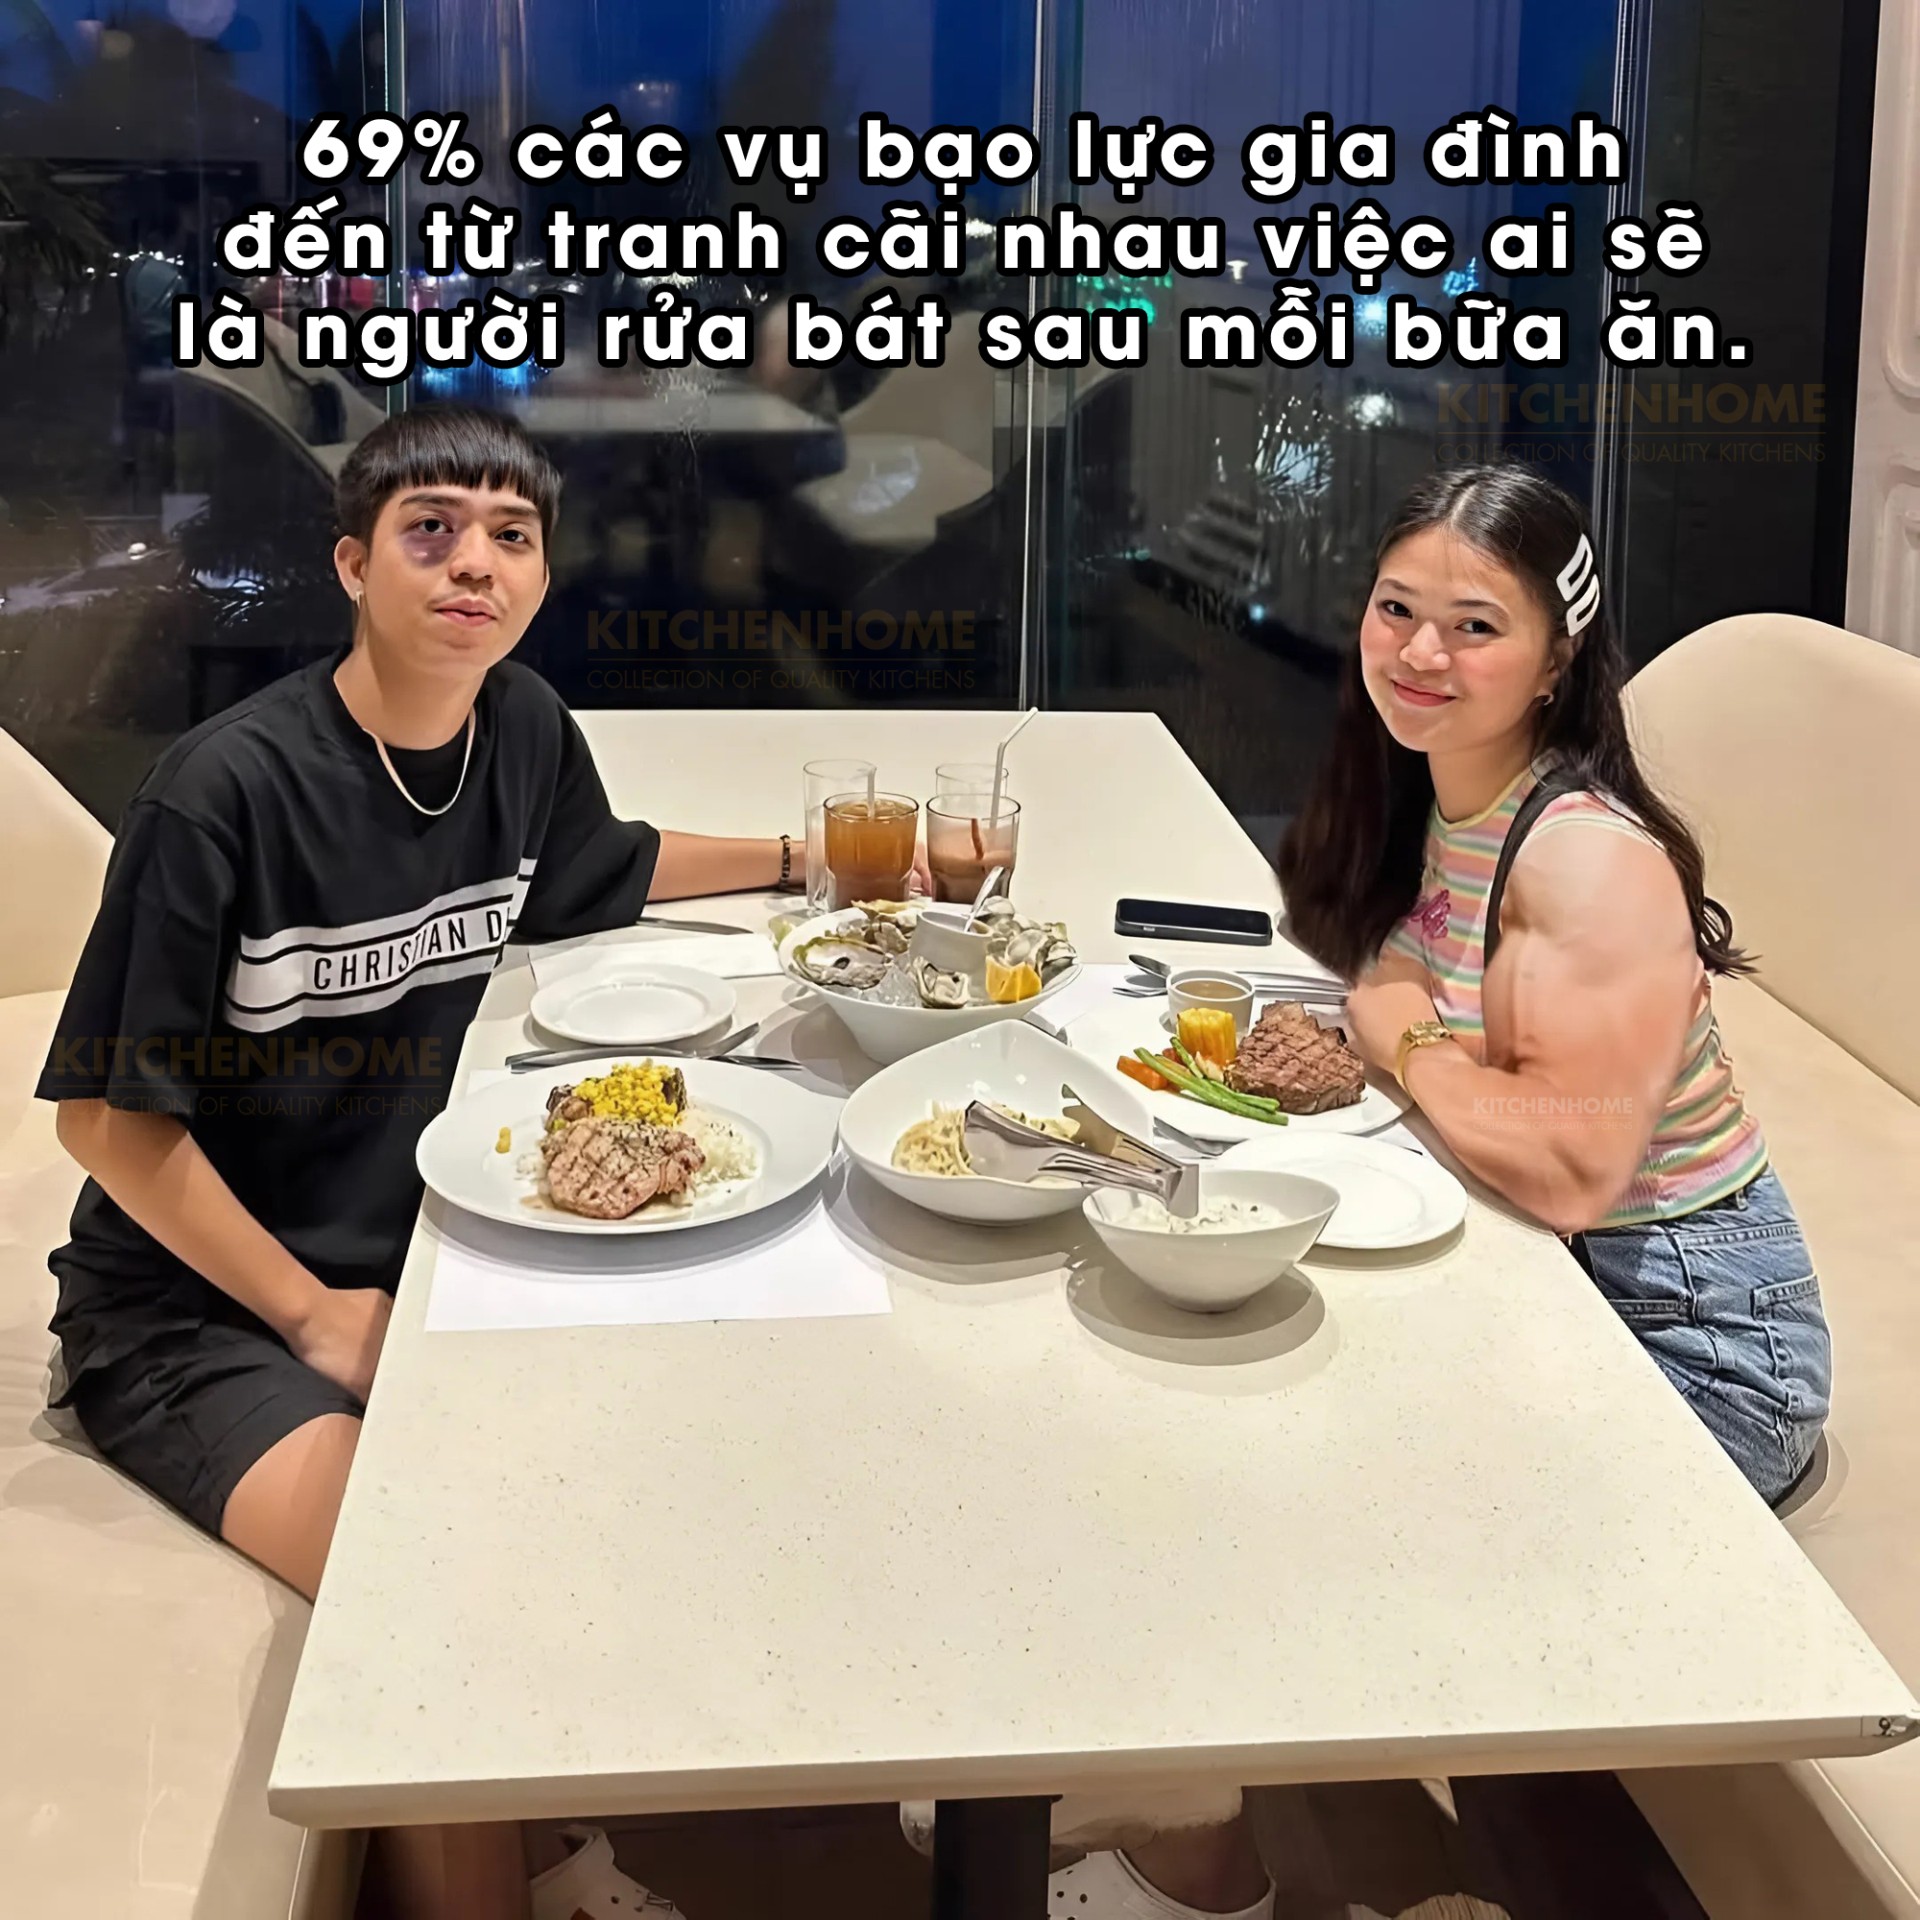 69% các vụ bạo lực gia đình
đến từ tranh cãi nhau việc ai sẽ
là người rửa bát sau mỗi bữa ăn.
KITCHENHOME
COLLECTION OF QUALITY KITCHENS
KITCHENHOME
COLLECTION OF QUALITY KITCHENS
CHRISTIAN D
KITCHENHOME
COLLECTION OF QUALITY KITCHENS
KITCHENHOME
COLLECTION OF QUALITY KITCHENS